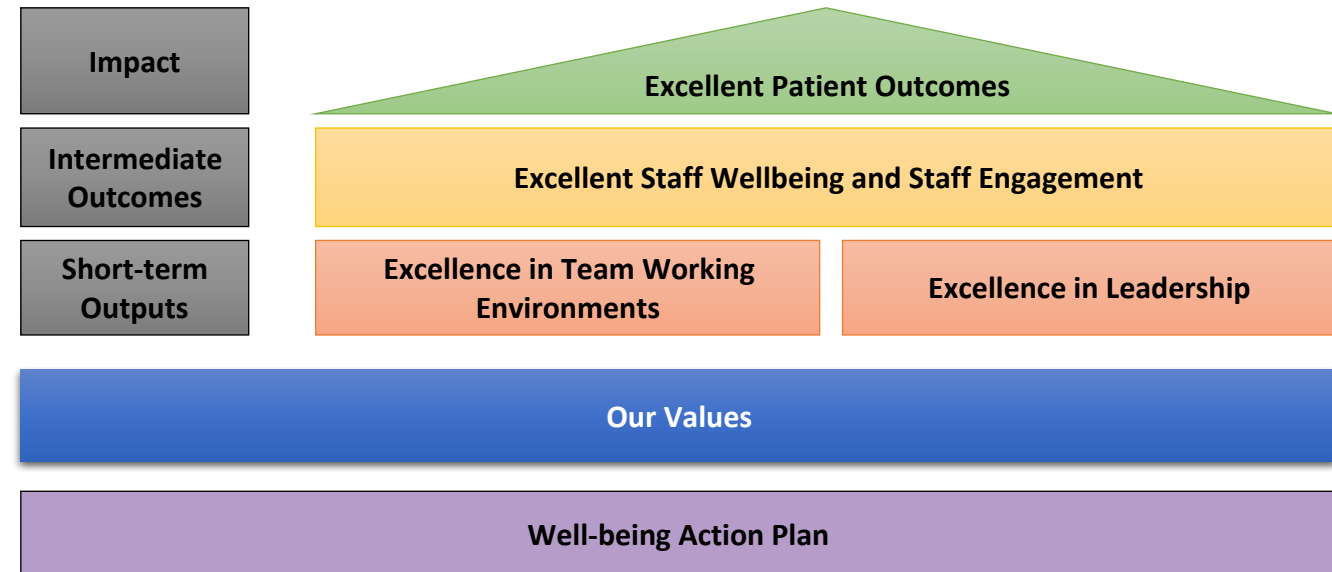 Impact
Excellent Patient Outcomes
Intermediate
Outcomes
Excellent Staff Wellbeing and Staff Engagement
Short-term
Outputs
Excellence in Team Working
Environments
Excellence in Leadership
Our Values
Well-being Action Plan